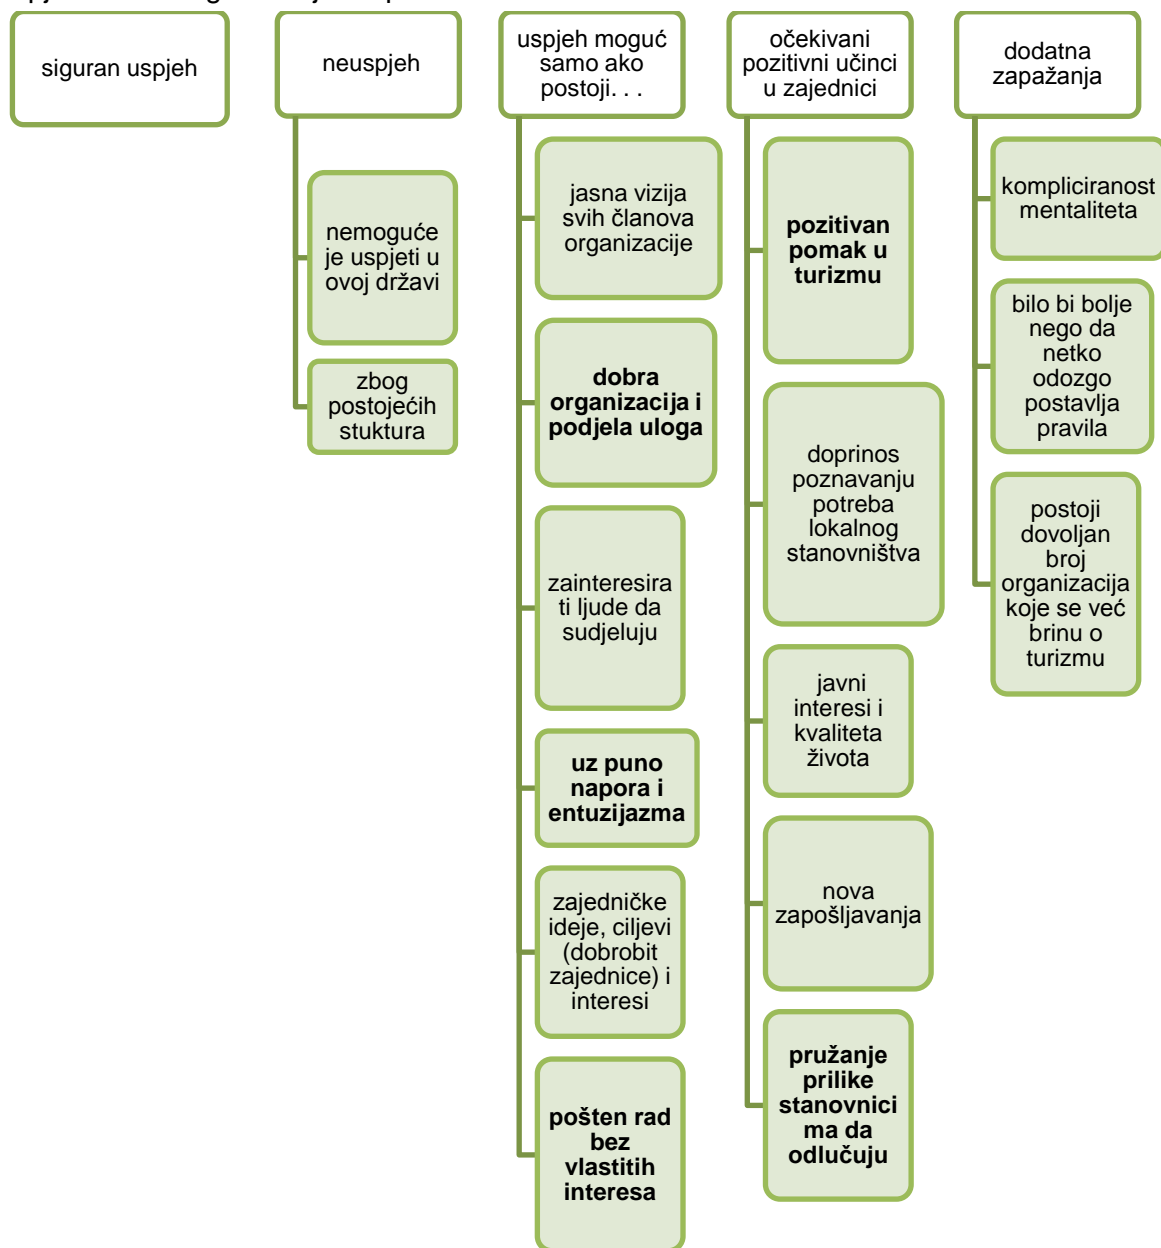 siguran uspjeh
neuspjeh
nemoguće
je uspjeti u
ovoj državi
zbog
postojećih
stuktura
uspjeh moguć
samo ako
postoji. . .
jasna vizija
svih članova
organizacije
dobra
organizacija i
podjela uloga
zainteresira
ti ljude da
sudjeluju
uz puno
napora i
entuzijazma
zajedničke
ideje, ciljevi
(dobrobit
zajednice) i
interesi
pošten rad
bez
vlastitih
interesa
očekivani
pozitivni učinci
u zajednici
pozitivan
pomak u
turizmu
doprinos
poznavanju
potreba
lokalnog
stanovništva
javni
interesi i
kvaliteta
života
nova
zapošljavanja
pružanje
prilike
stanovnici
ma da
odlučuju
dodatna
zapažanja
kompliciranost
mentaliteta
bilo bi bolje
nego da
netko
odozgo
postavlja
pravila
postoji
dovoljan
broj
organizacija
koje se već
brinu o
turizmu